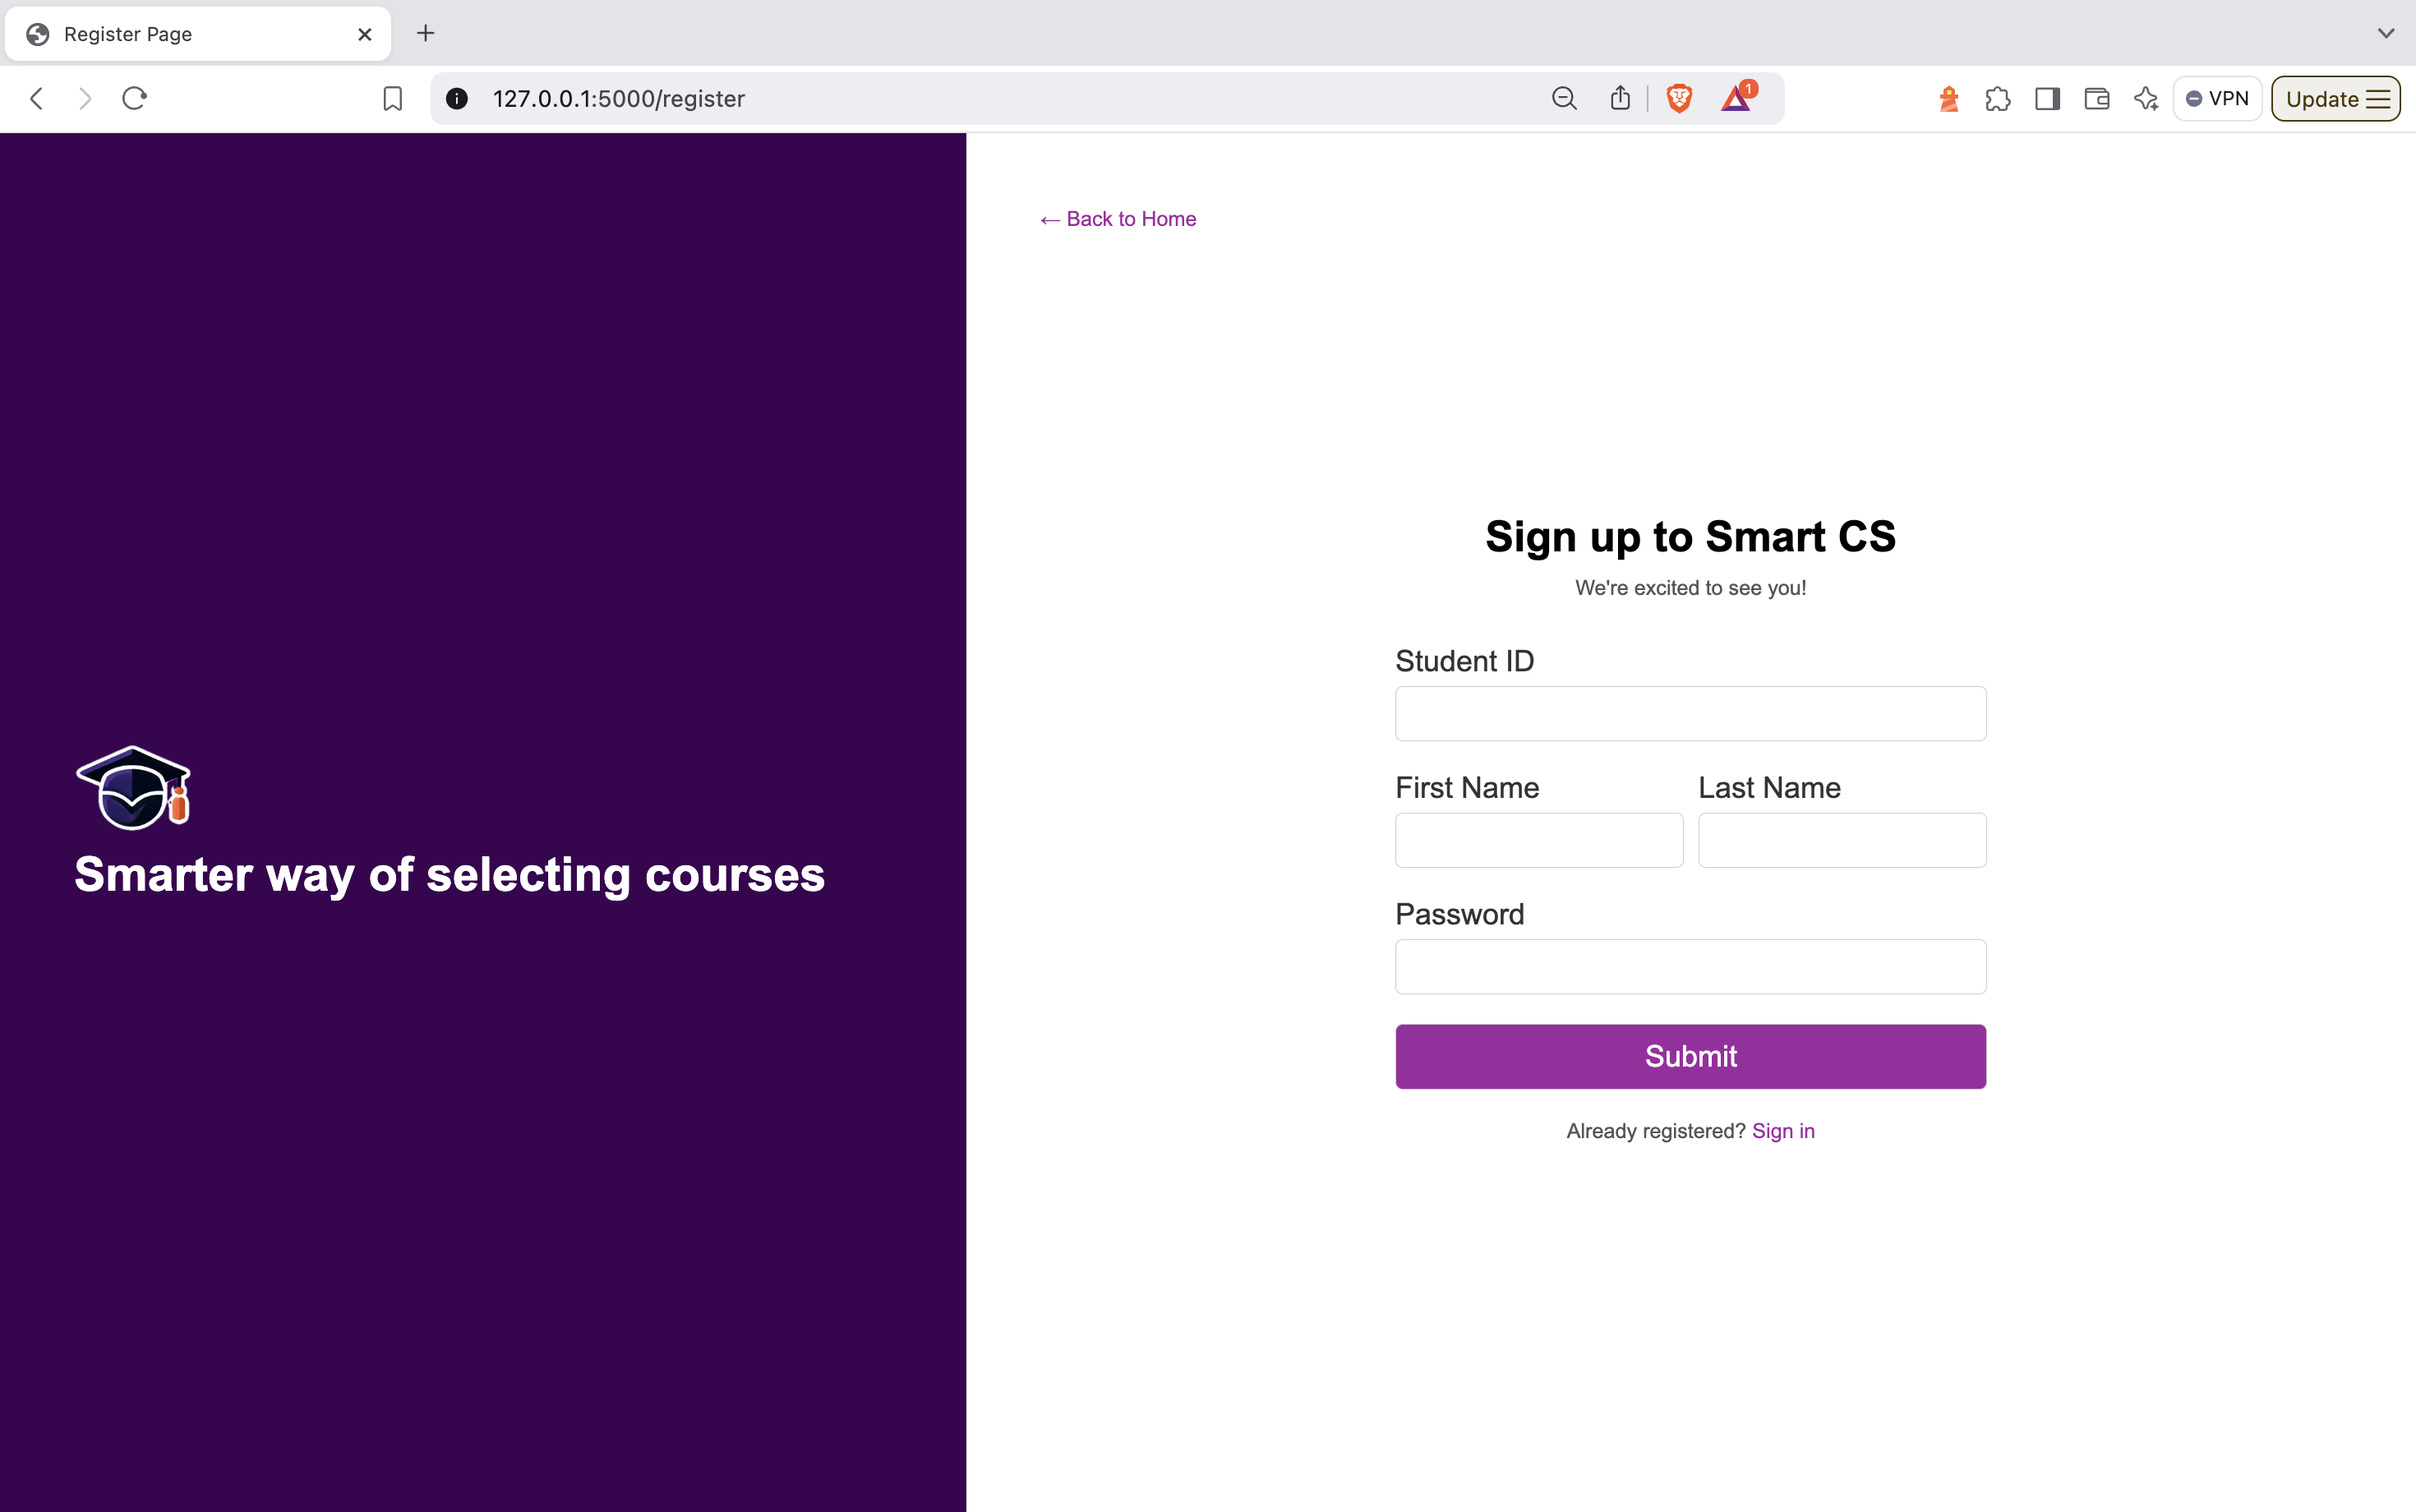 Register Page
127.0.0.1:5000/register
1
VPN
Update
← Back to Home
Smarter way of selecting courses
Sign up to Smart CS
We're excited to see you!
Student ID
First Name Last Name
Password
Submit
Already registered? Sign in